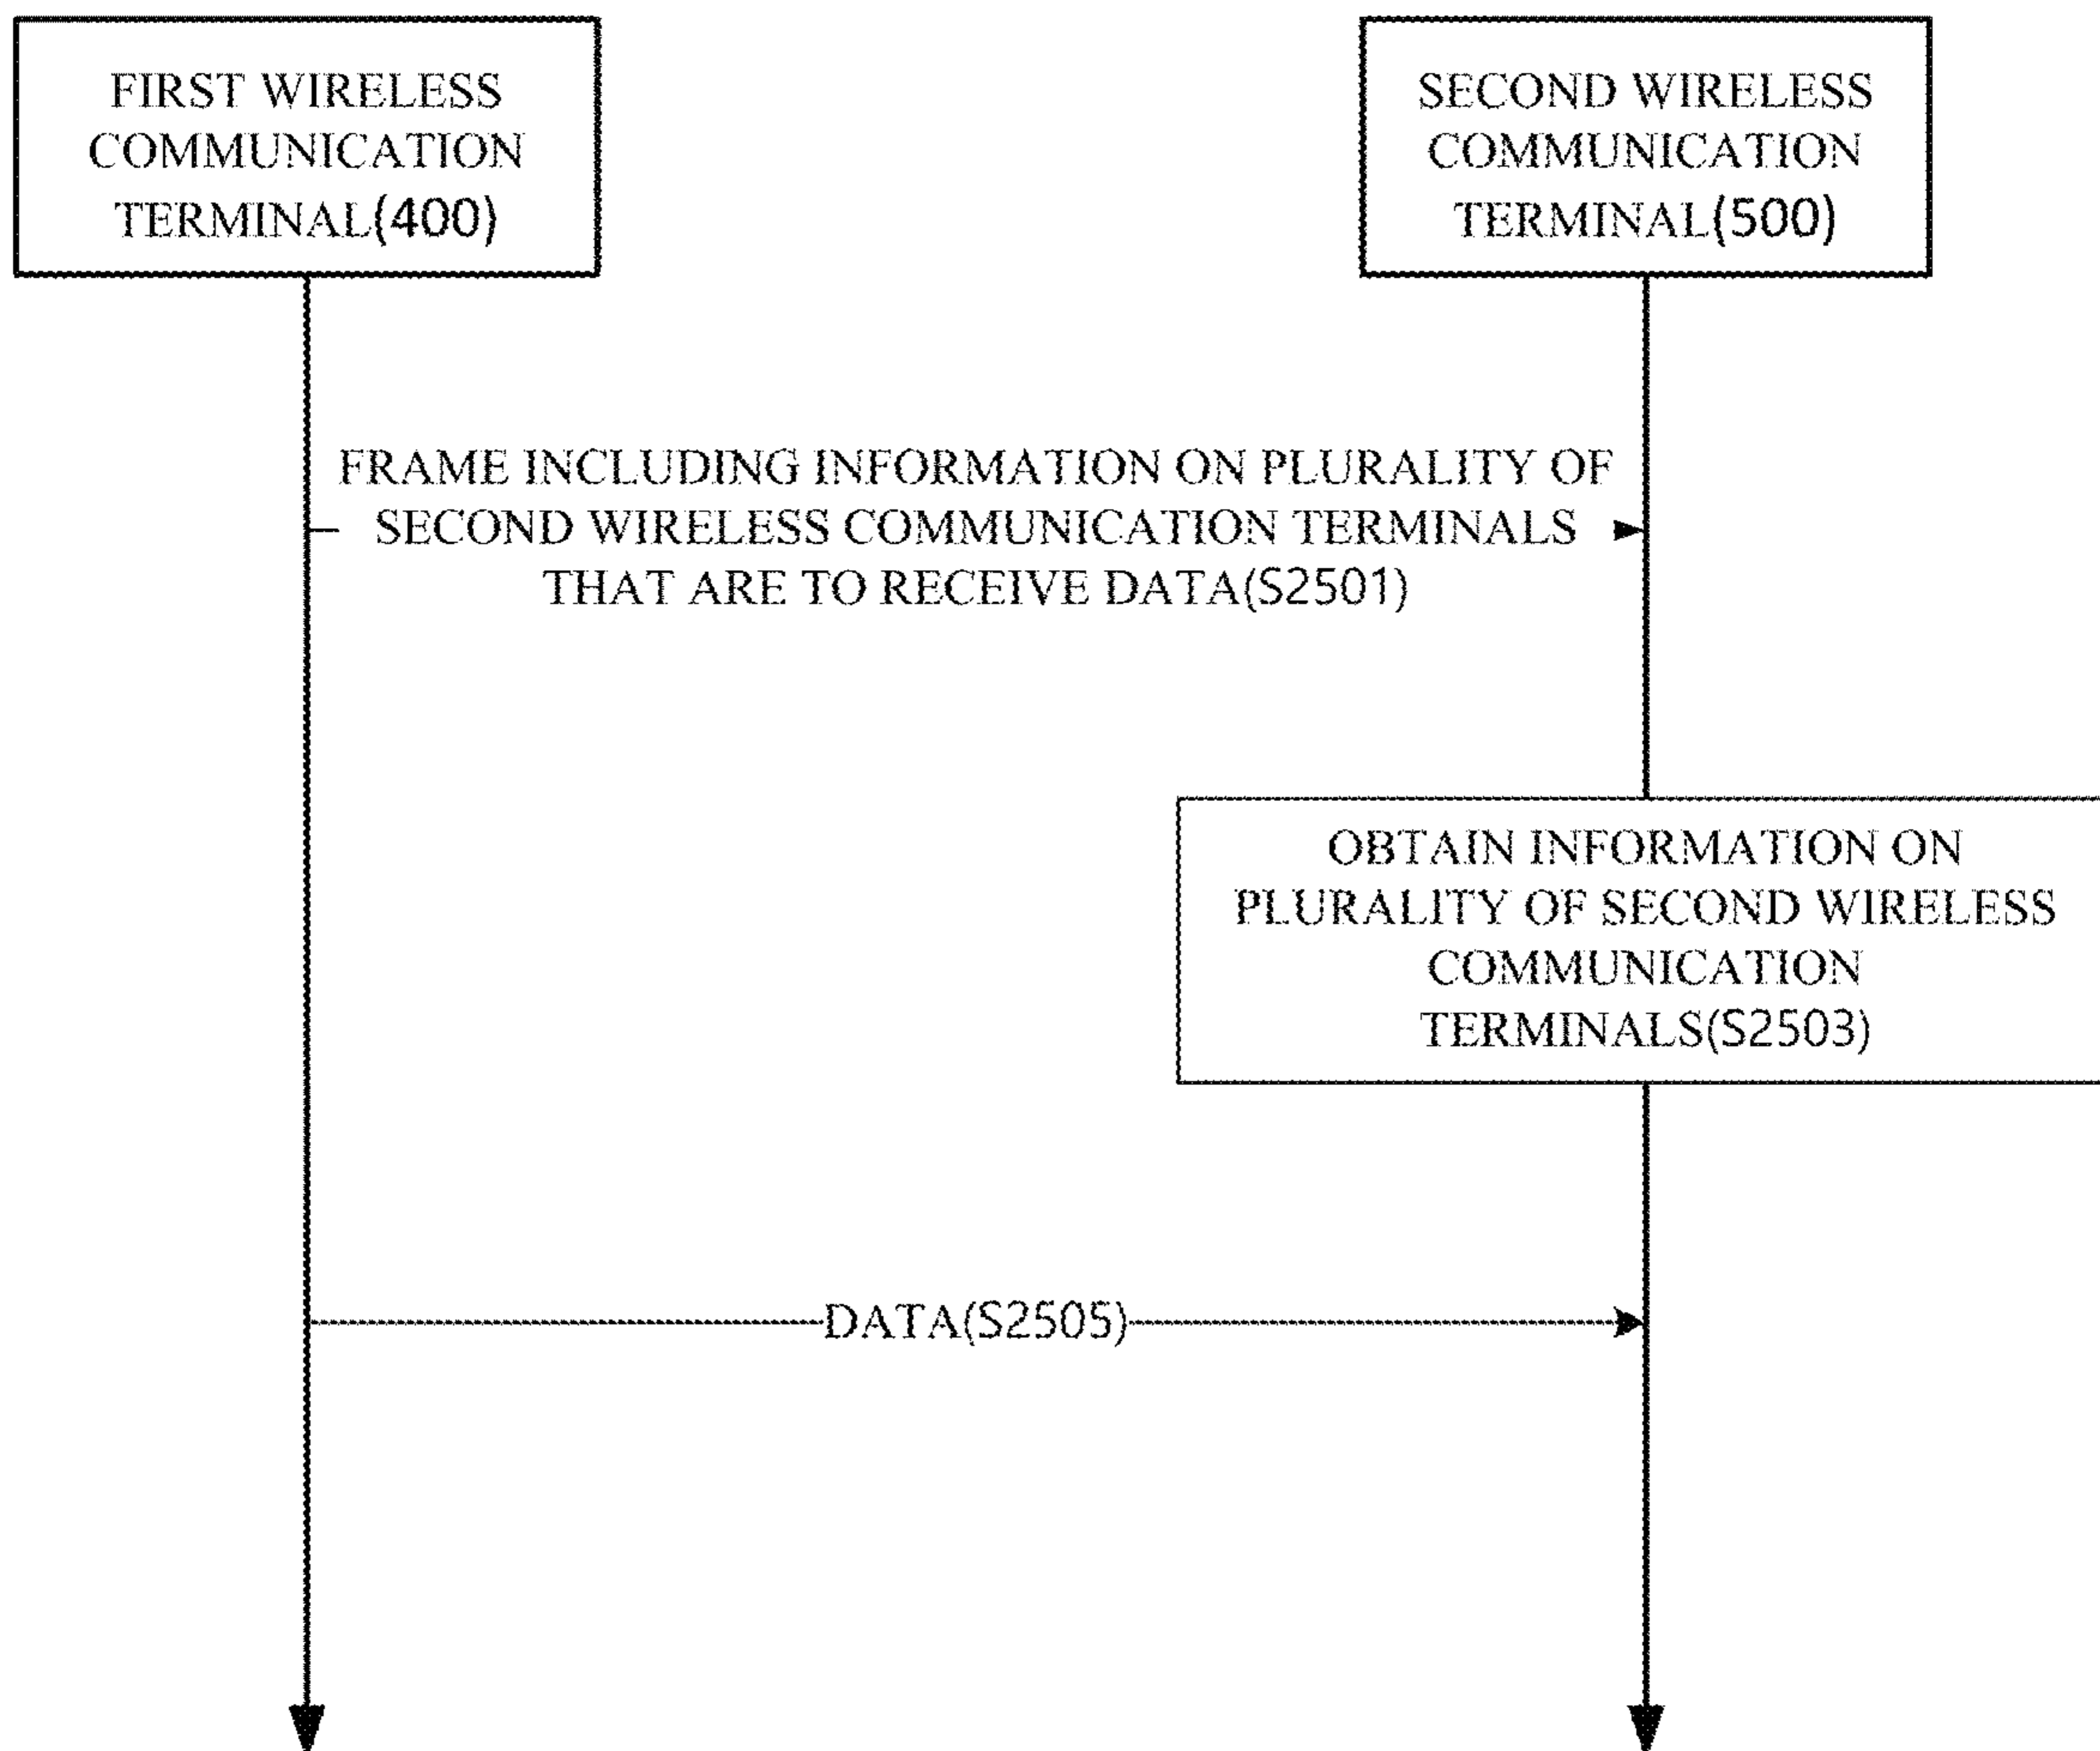 FIRST WIRELESS
COMMUNICATION
TERMINAL(400)
SECOND WIRELESS
COMMUNICATION
TERMINAL(500)
FRAME INCLUDING INFORMATION ON PLURALITY OF
SECOND WIRELESS COMMUNICATION TERMINALS
THAT ARE TO RECEIVE DATA(S2501)
OBTAIN INFORMATION ON
PLURALITY OF SECOND WIRELESS
COMMUNICATION
TERMINALS(S2503)
DATA(S2505)